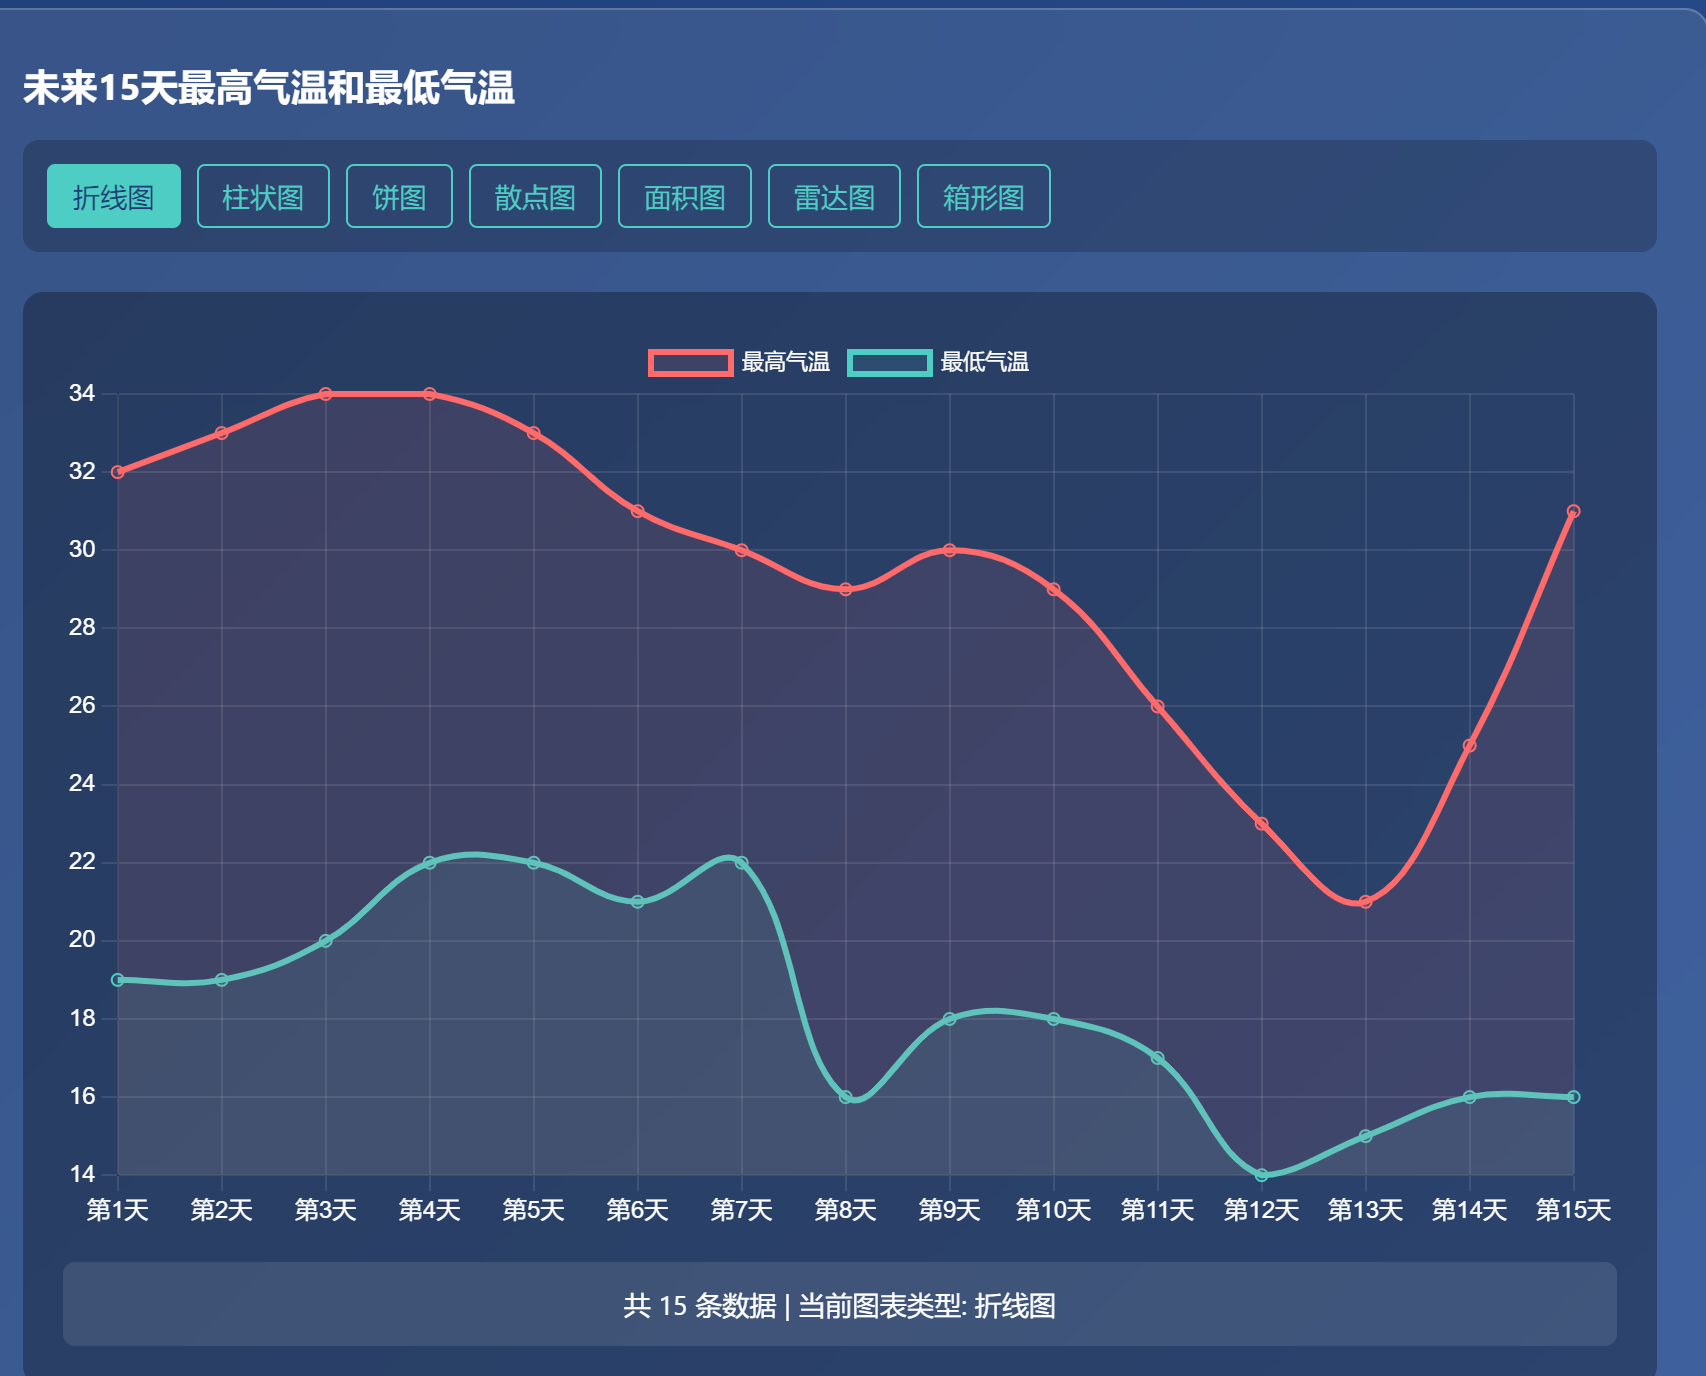 未来15天最高气温和最低气温
折线图 柱状图 饼图 散点图 面积图 雷达图 箱形图
最高气温 最低气温
34
32
30
28
26
24
22
20
18
16
14
第1天 第2天 第3天 第4天 第5天 第6天 第7天 第8天 第9天 第10天 第11天 第12天 第13天 第14天 第15天
共 15 条数据 | 当前图表类型: 折线图